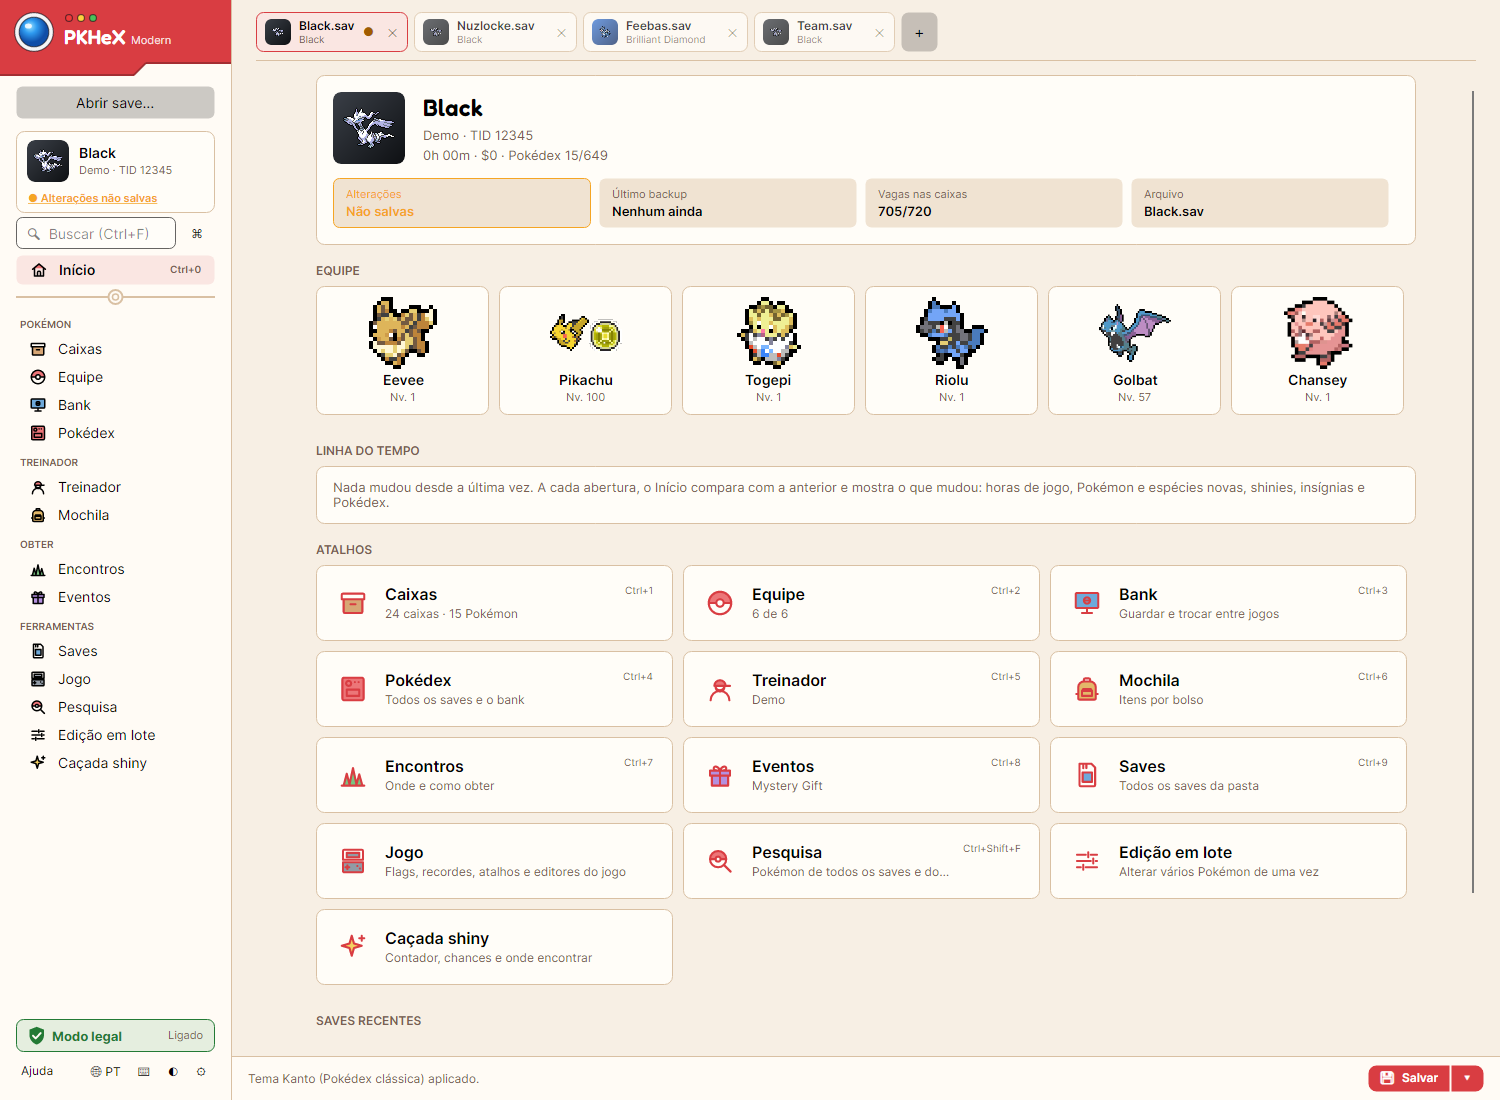 PKHeX Modern
Abrir save...
Black
Demo · TID 12345
Alterações não salvas
Buscar (Ctrl+F)
⌘
Início Ctrl+0
POKÉMON
Caixas
Equipe
Bank
Pokédex
TREINADOR
Treinador
Mochila
OBTER
Encontros
Eventos
FERRAMENTAS
Saves
Jogo
Pesquisa
Edição em lote
Caçada shiny
Modo legal Ligado
Ajuda PT
Black.sav
Black
Nuzlocke.sav
Black
Feebas.sav
Brilliant Diamond
Team.sav
Black
+
Black
Demo · TID 12345
0h 00m · $0 · Pokédex 15/649
Alterações
Não salvas
Último backup
Nenhum ainda
Vagas nas caixas
705/720
Arquivo
Black.sav
EQUIPE
Eevee
Nv. 1
Pikachu
Nv. 100
Togepi
Nv. 1
Riolu
Nv. 1
Golbat
Nv. 57
Chansey
Nv. 1
LINHA DO TEMPO
Nada mudou desde a última vez. A cada abertura, o Início compara com a anterior e mostra o que mudou: horas de jogo, Pokémon e espécies novas, shinies, insígnias e
Pokédex.
ATALHOS
Caixas Ctrl+1
24 caixas · 15 Pokémon
Equipe Ctrl+2
6 de 6
Bank Ctrl+3
Guardar e trocar entre jogos
Pokédex Ctrl+4
Todos os saves e o bank
Treinador Ctrl+5
Demo
Mochila Ctrl+6
Itens por bolso
Encontros Ctrl+7
Onde e como obter
Eventos Ctrl+8
Mystery Gift
Saves Ctrl+9
Todos os saves da pasta
Jogo
Flags, recordes, atalhos e editores do jogo
Pesquisa Ctrl+Shift+F
Pokémon de todos os saves e do...
Edição em lote
Alterar vários Pokémon de uma vez
Caçada shiny
Contador, chances e onde encontrar
SAVES RECENTES
Tema Kanto (Pokédex clássica) aplicado.
Salvar